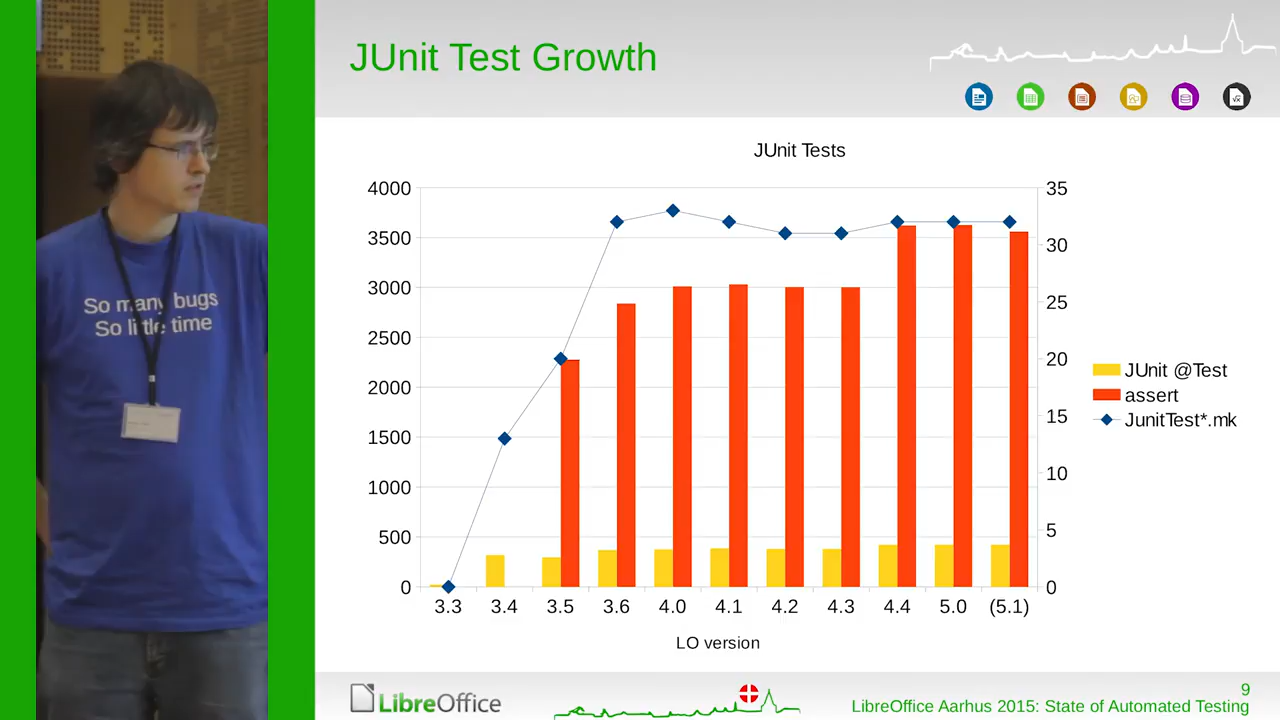 So many bugs
So little time
JUnit Test Growth
JUnit Tests
4000
3500
3000
2500
2000
1500
1000
500
0
35
30
25
20
15
10
5
0
3.3 3.4 3.5 3.6 4.0 4.1 4.2 4.3 4.4 5.0 (5.1)
LO version
JUnit @Test
assert
JunitTest*.mk
LibreOffice
9
LibreOffice Aarhus 2015: State of Automated Testing